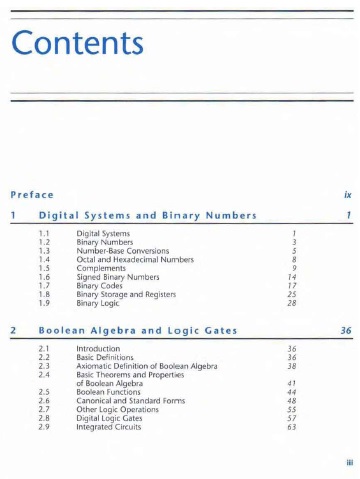 Contents
Preface ix
1 Digital Systems and Binary Numbers 1
1.1 Digital Systems 1
1.2 Binary Numbers 3
1.3 Number-Base Conversions 5
1.4 Octal and Hexadecimal Numbers 8
1.5 Complements 9
1.6 Signed Binary Numbers 14
1.7 Binary Codes 17
1.8 Binary Storage and Registers 25
1.9 Binary Logic 28
2 Boolean Algebra and Logic Gates 36
2.1 Introduction 36
2.2 Basic Definitions 36
2.3 Axiomatic Definition of Boolean Algebra 38
2.4 Basic Theorems and Properties
of Boolean Algebra 41
2.5 Boolean Functions 44
2.6 Canonical and Standard Forms 48
2.7 Other Logic Operations 55
2.8 Digital Logic Gates 57
2.9 Integrated Circuits 63
iii